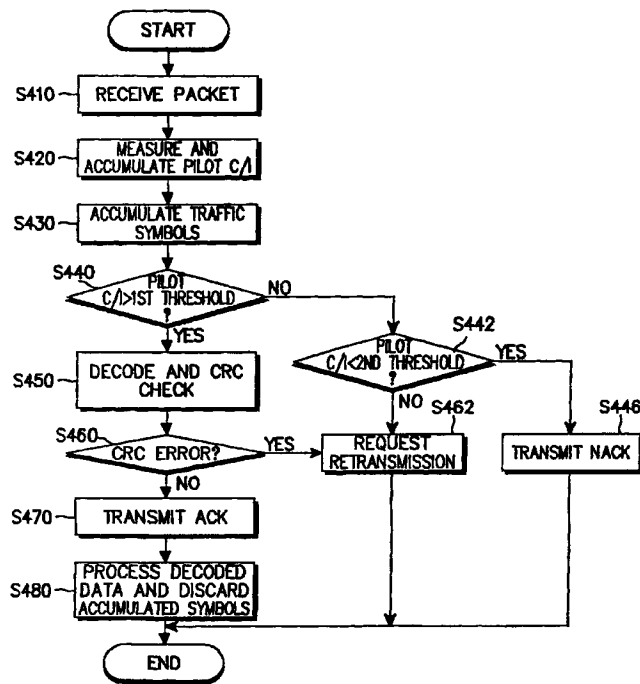 START
S410
RECEIVE PACKET
S420
MEASURE AND
ACCUMULATE PILOT C/I
S430
ACCUMULATE TRAFFIC
SYMBOLS
S440
PILOT
C/I>1ST THRESHOLD
?
NO
YES
S442
PILOT
C/I<2ND THRESHOLD
?
YES
NO
S450
DECODE AND CRC
CHECK
S460
CRC ERROR?
YES
NO
S462
REQUEST
RETRANSMISSION
S446
TRANSMIT NACK
S470
TRANSMIT ACK
S480
PROCESS DECODED
DATA AND DISCARD
ACCUMULATED SYMBOLS
END